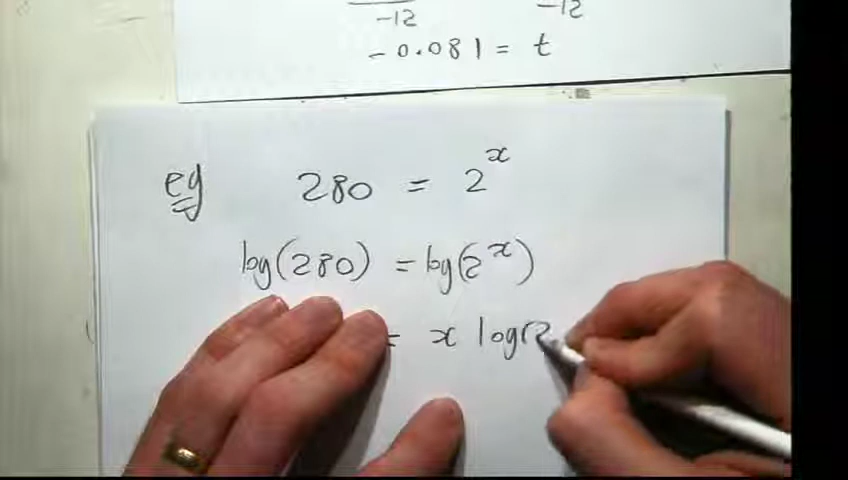 -12 -12
-0.081 = t
eg 280 = 2^x
log(280) = log(2^x)
= x log(2